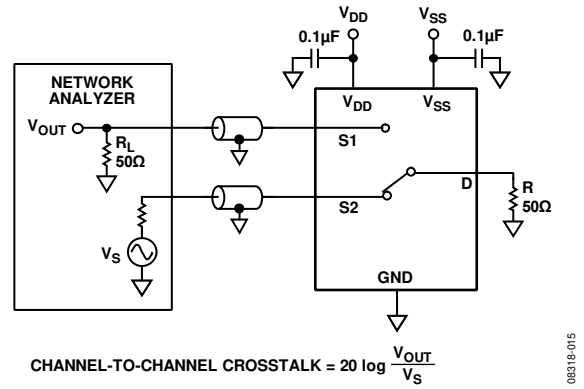 V_DD V_SS
0.1µF 0.1µF
NETWORK
ANALYZER
V_DD V_SS
V_OUT
S1
R_L
50Ω
D
R
50Ω
S2
V_S
GND
CHANNEL-TO-CHANNEL CROSSTALK = 20 log V_OUT/V_S
08318-015